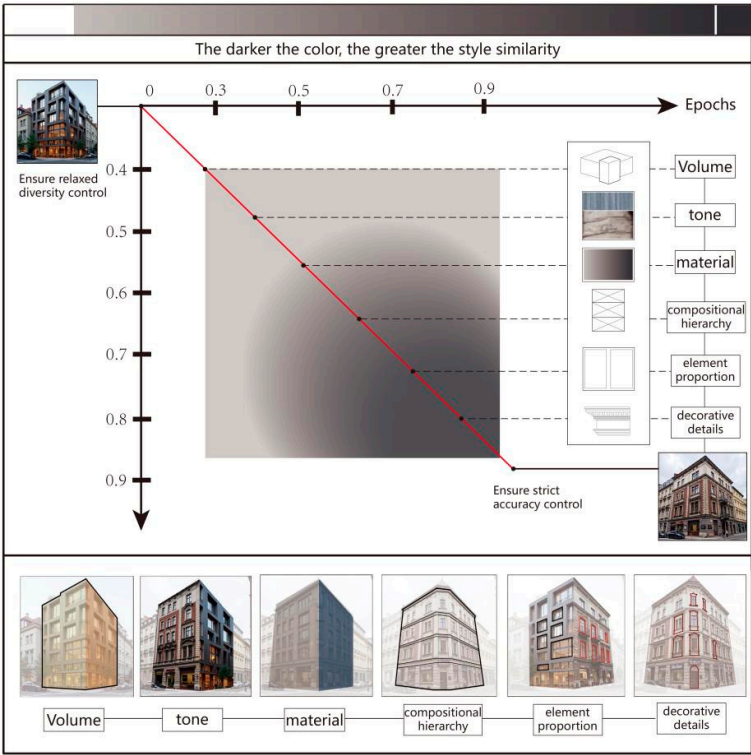 The darker the color, the greater the style similarity
0
0.3
0.5
0.7
0.9
Epochs
Ensure relaxed
diversity control
0.4
0.5
0.6
0.7
0.8
0.9
Volume
tone
material
compositional
hierarchy
element
proportion
decorative
details
Ensure strict
accuracy control
Volume
tone
material
compositional
hierarchy
element
proportion
decorative
details